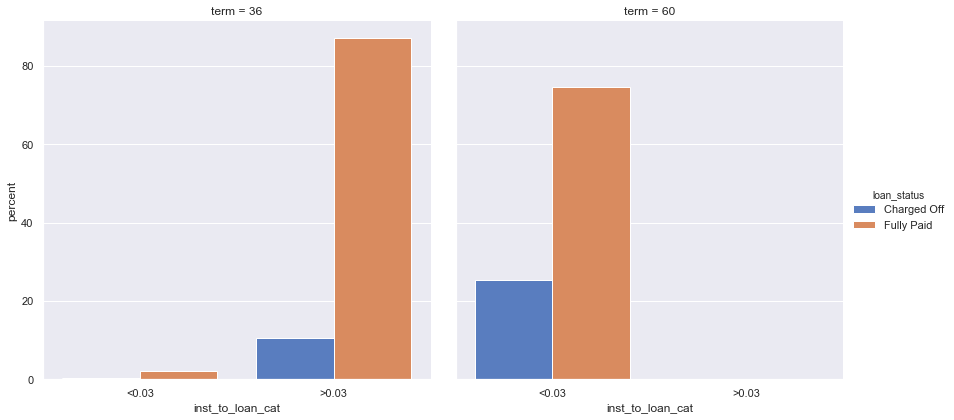 term = 36
term = 60
percent
80
60
40
20
0
<0.03
>0.03
<0.03
>0.03
inst_to_loan_cat
inst_to_loan_cat
loan_status
Charged Off
Fully Paid